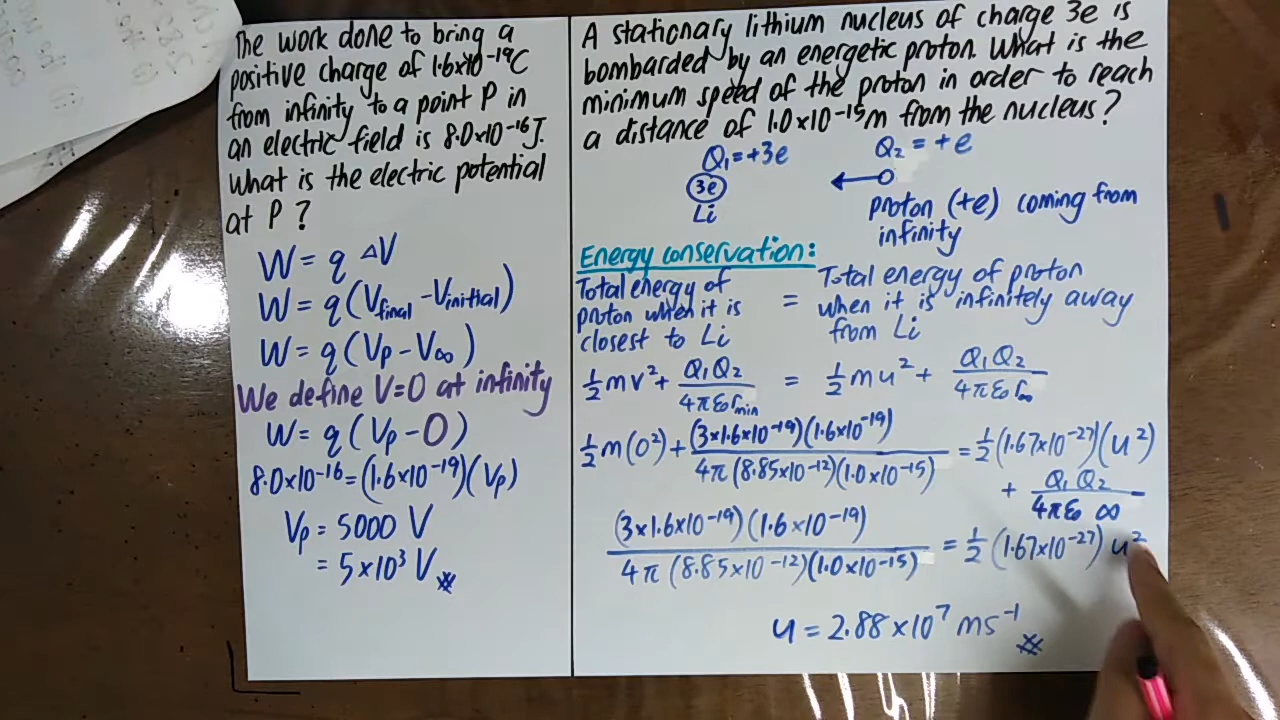 The work done to bring a
positive charge of 1.6×10⁻¹⁹C
from infinity to a point P in
an electric field is 8.0×10⁻¹⁶J.
What is the electric potential
at P?
W = q ΔV
W = q(Vfinal - Vinitial)
W = q(Vp - V∞)
We define V=0 at infinity
W = q(Vp - 0)
8.0×10⁻¹⁶ = (1.6×10⁻¹⁹)(Vp)
Vp = 5000 V
= 5×10³ V
A stationary lithium nucleus of charge 3e is
bombarded by an energetic proton. What is the
minimum speed of the proton in order to reach
a distance of 1.0×10⁻¹⁵m from the nucleus?
Q₁=+3e Q₂ = +e
3e
Li
proton (+e) coming from
infinity
Energy conservation:
Total energy of
proton when it is
closest to Li
=
Total energy of proton
when it is infinitely away
from Li
½mv² + Q₁Q₂ / 4πε₀rmin = ½mu² + Q₁Q₂ / 4πε₀r∞
½m(0²) + (3×1.6×10⁻¹⁹)(1.6×10⁻¹⁹) / 4π(8.85×10⁻¹²)(1.0×10⁻¹⁵) = ½(1.67×10⁻²⁷)(u²)
+ Q₁Q₂ / 4πε₀ ∞
(3×1.6×10⁻¹⁹)(1.6×10⁻¹⁹) / 4π(8.85×10⁻¹²)(1.0×10⁻¹⁵) = ½(1.67×10⁻²⁷)u²
u = 2.88×10⁷ ms⁻¹